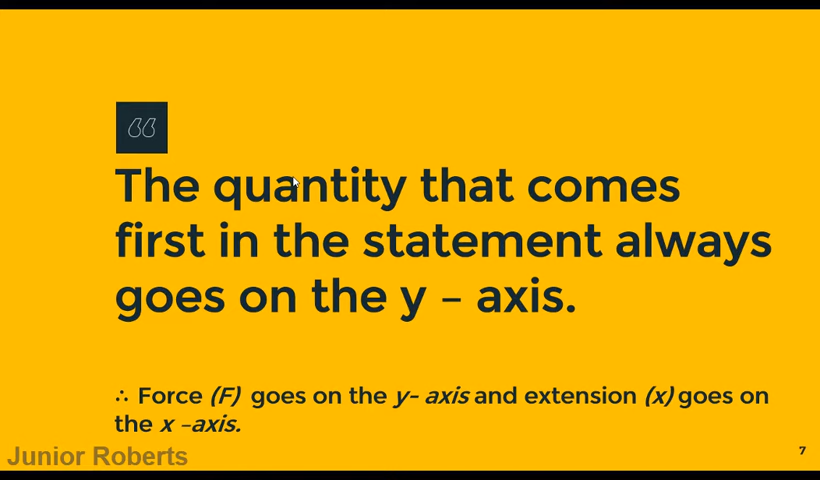 “
The quantity that comes
first in the statement always
goes on the y – axis.
∴ Force (F) goes on the y- axis and extension (x) goes on
the x –axis.
Junior Roberts
7